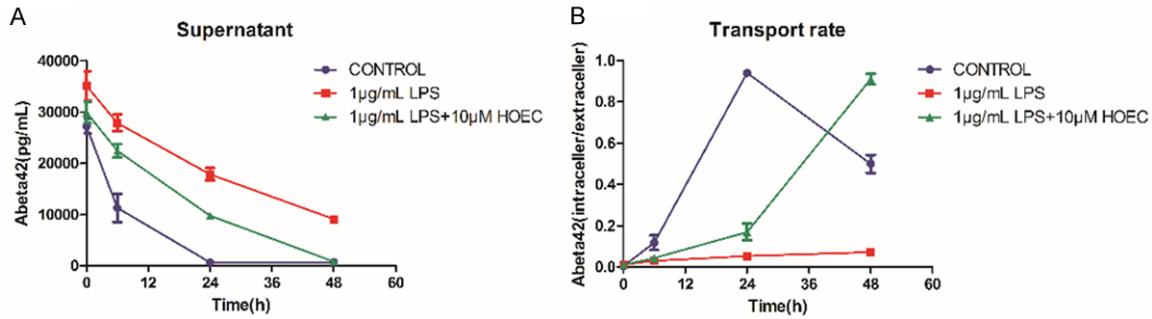 A
Supernatant
Abeta42(pg/mL)
40000
30000
20000
10000
0
0 12 24 36 48 60
Time(h)
CONTROL
1μg/mL LPS
1μg/mL LPS+10μM HOEC
B
Transport rate
Abeta42(intraceller/extraceller)
1.0
0.8
0.6
0.4
0.2
0.0
0 12 24 36 48 60
Time(h)
CONTROL
1μg/mL LPS
1μg/mL LPS+10μM HOEC